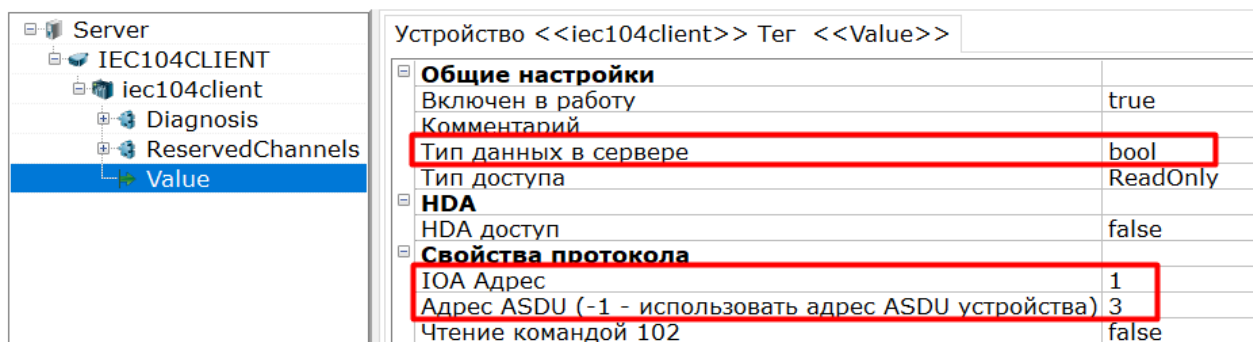 Server
IEC104CLIENT
iec104client
Diagnosis
ReservedChannels
Value
Устройство <<iec104client>> Тег <<Value>>
Общие настройки
Включен в работу true
Комментарий
Тип данных в сервере bool
Тип доступа ReadOnly
HDA
HDA доступ false
Свойства протокола
IOA Адрес 1
Адрес ASDU (-1 - использовать адрес ASDU устройства) 3
Чтение командой 102 false